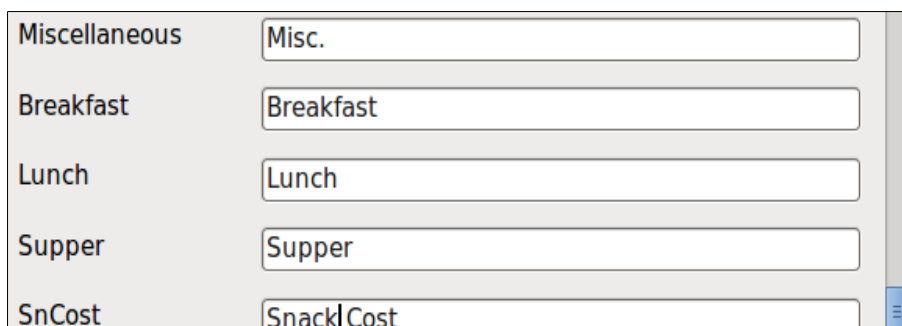 Miscellaneous Misc.
Breakfast Breakfast
Lunch Lunch
Supper Supper
SnCost Snack Cost